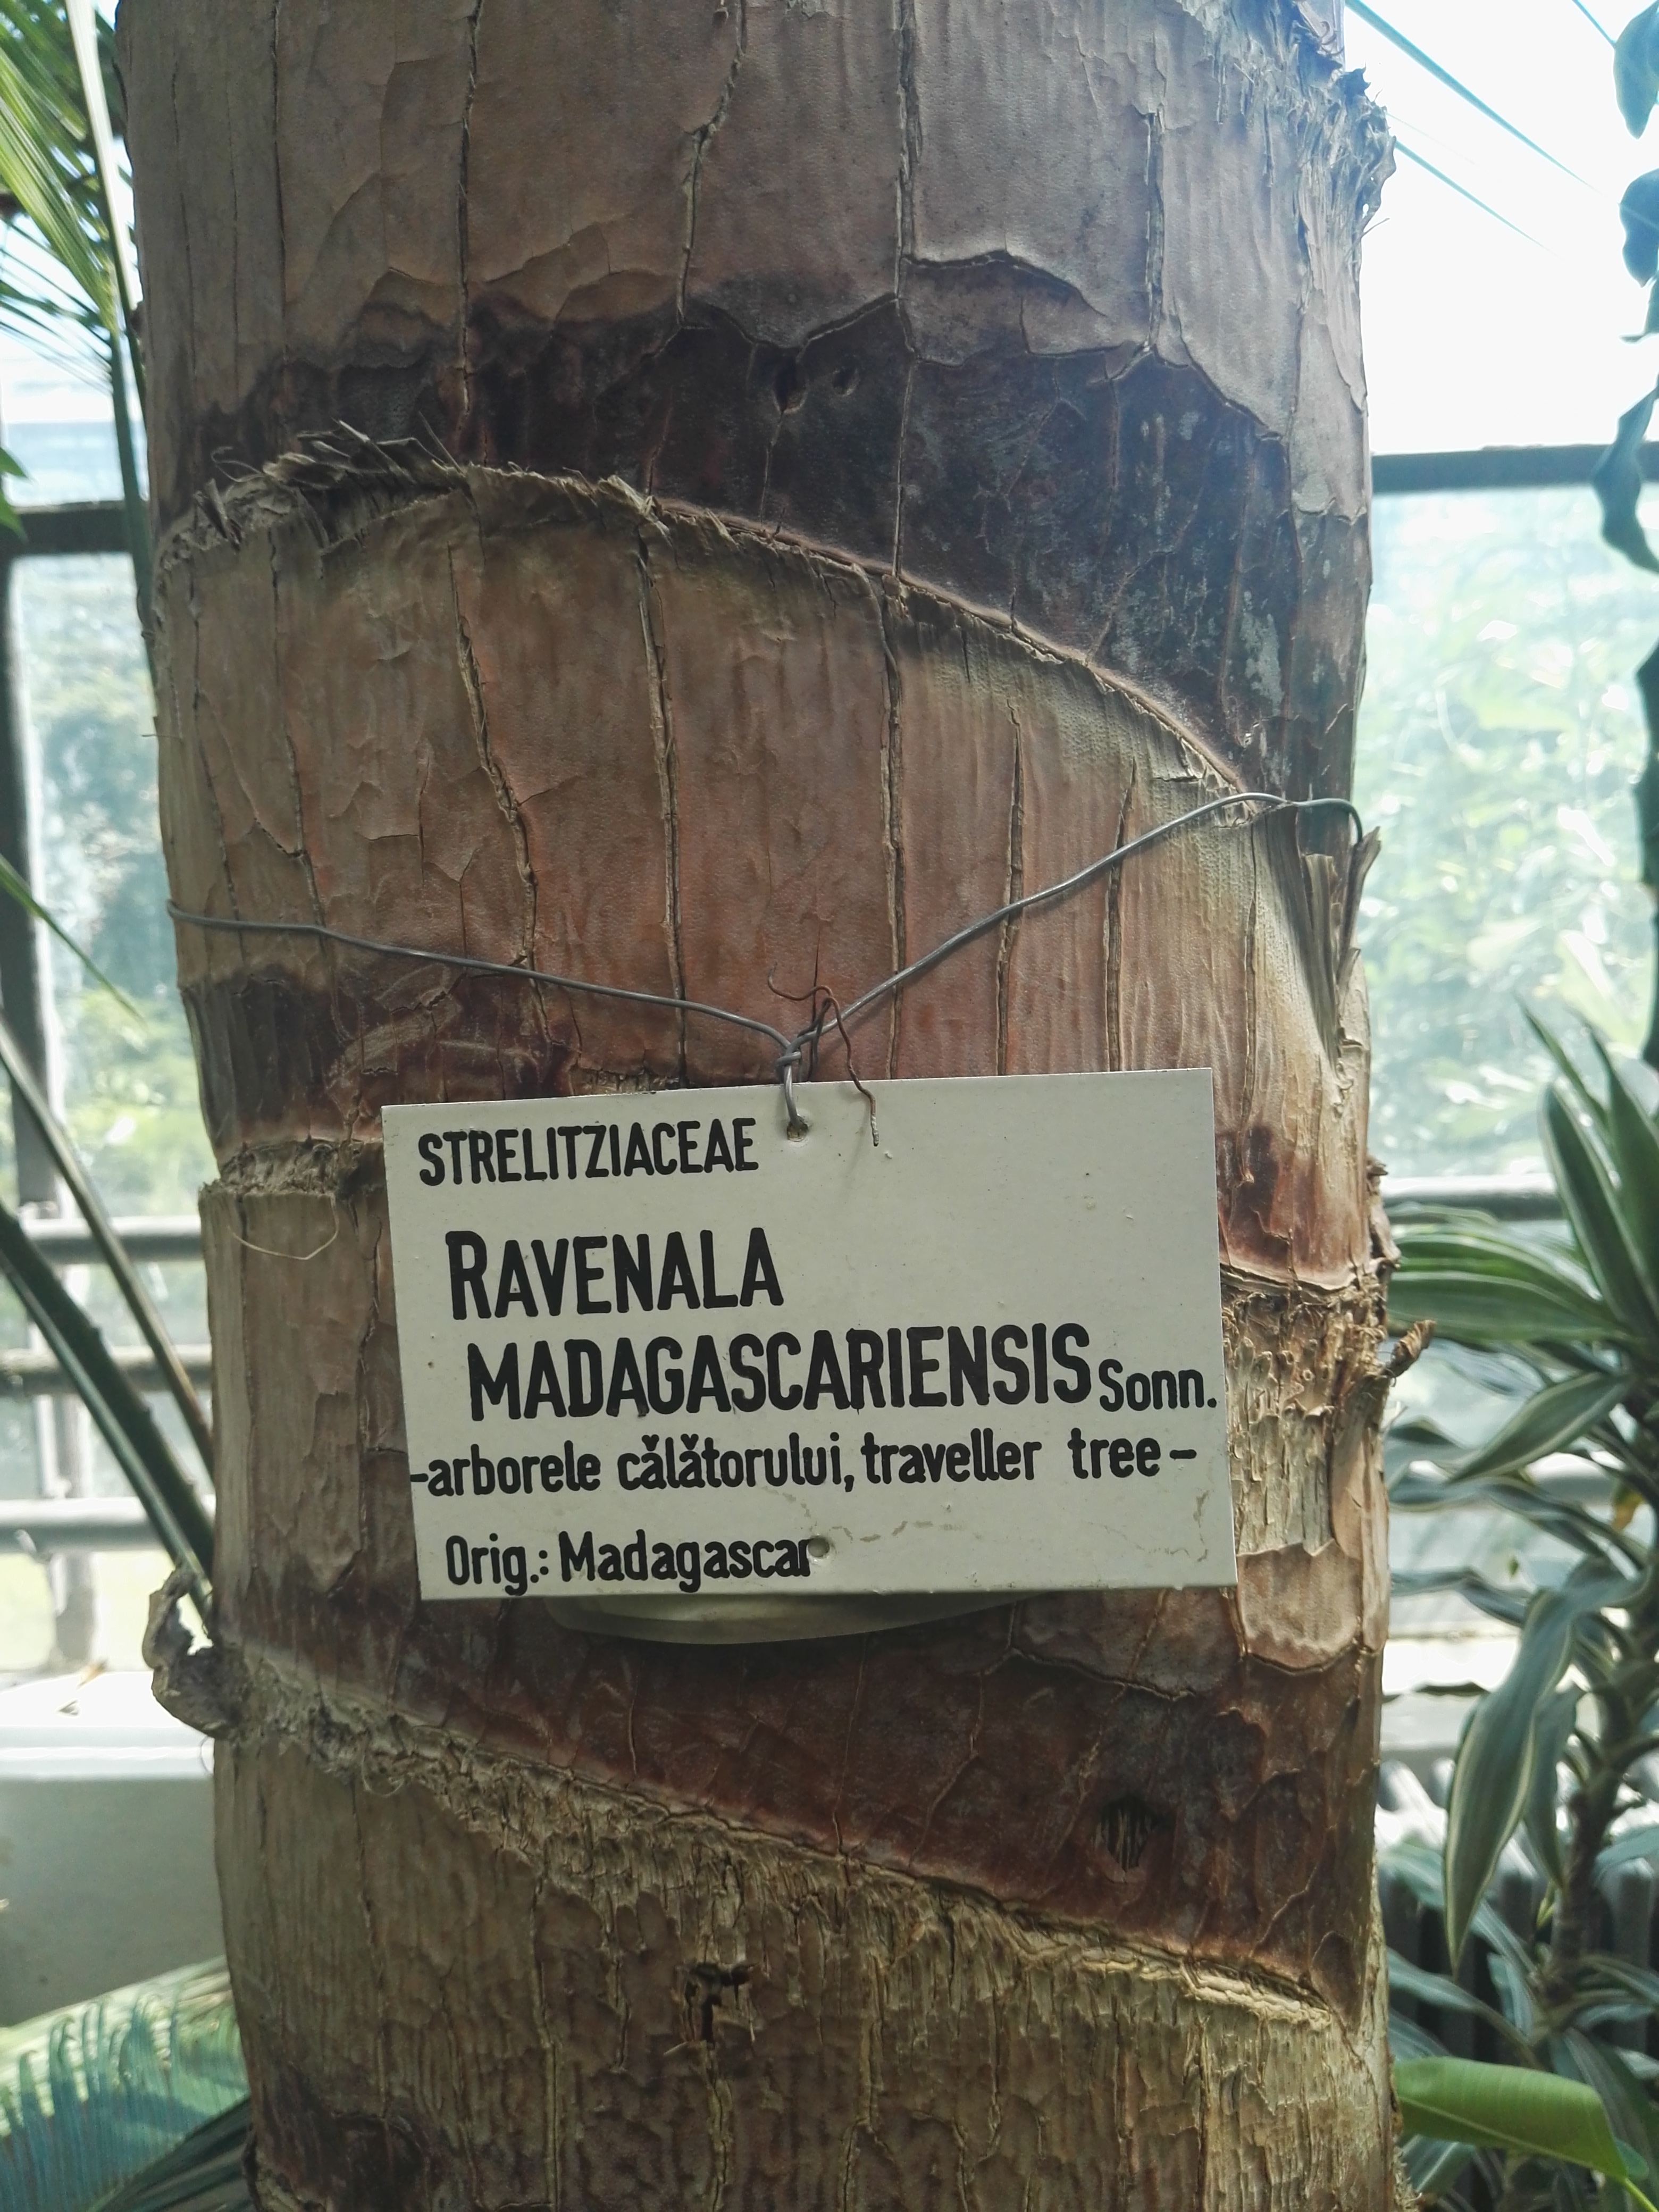 STRELITZIACEAE
RAVENALA
MADAGASCARIENSIS Sonn.
-arborele călătorului, traveller tree-
Orig.: Madagascar